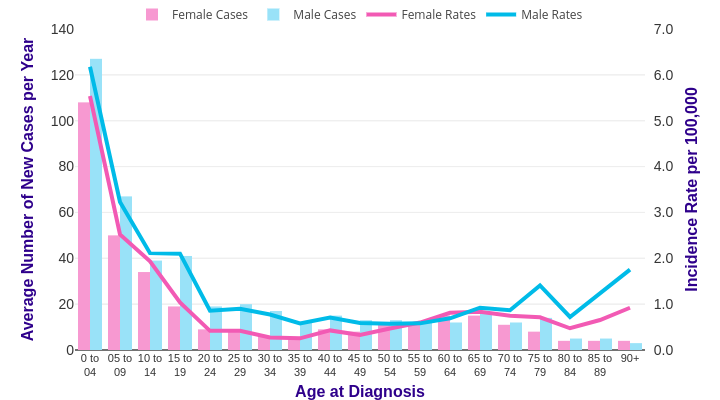 Female Cases Male Cases Female Rates Male Rates
Average Number of New Cases per Year
140
120
100
80
60
40
20
0
7.0
6.0
5.0
4.0
3.0
2.0
1.0
0.0
Incidence Rate per 100,000
0 to 05 to 10 to 15 to 20 to 25 to 30 to 35 to 40 to 45 to 50 to 55 to 60 to 65 to 70 to 75 to 80 to 85 to 90+
04 09 14 19 24 29 34 39 44 49 54 59 64 69 74 79 84 89
Age at Diagnosis